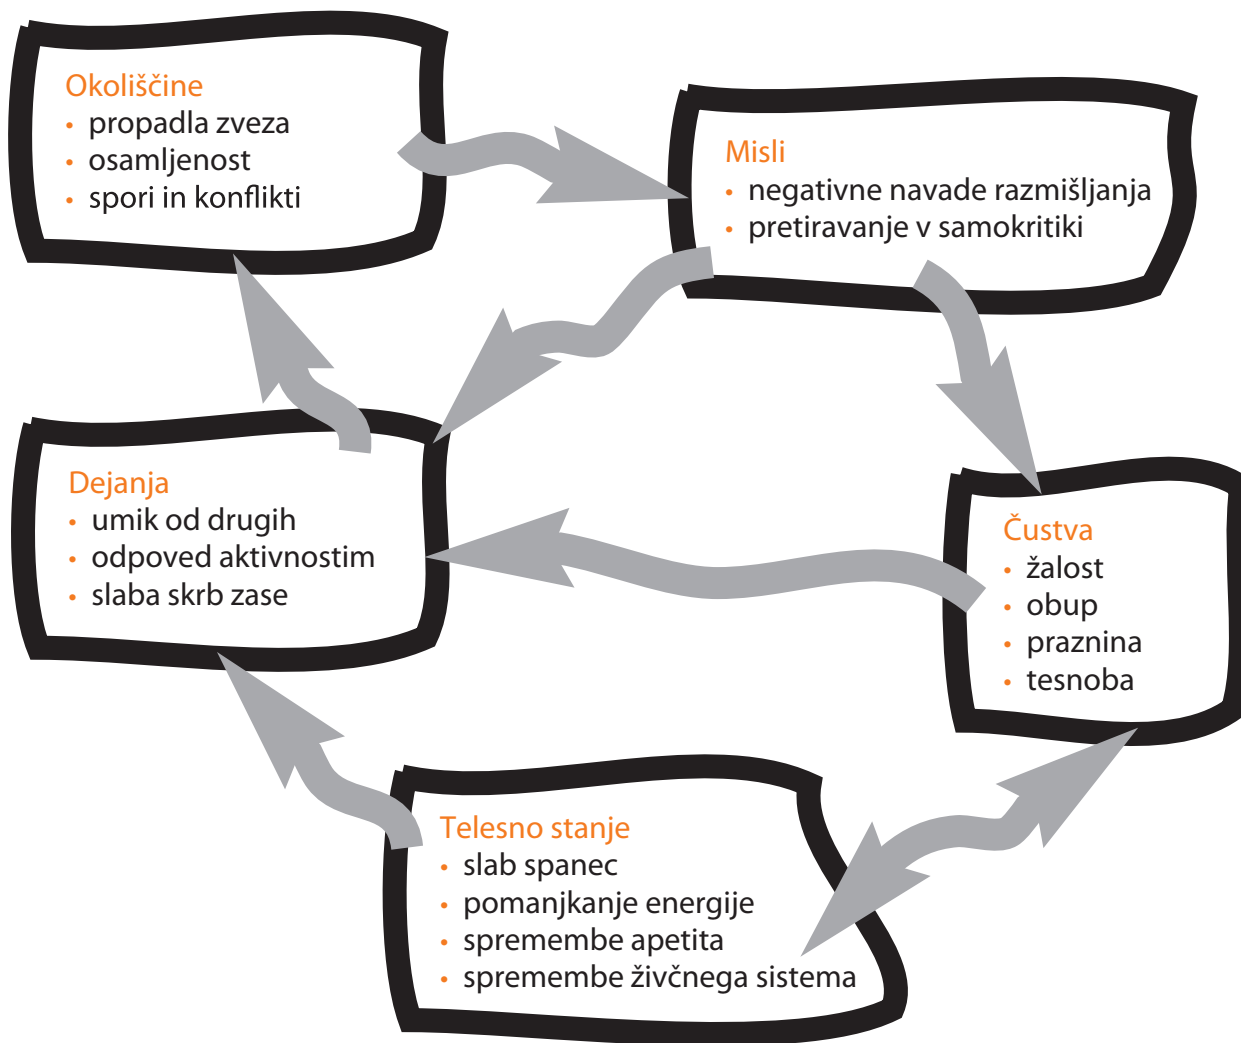 Okoliščine
• propadla zveza
• osamljenost
• spori in konflikti
Misli
• negativne navade razmišljanja
• pretiravanje v samokritiki
Dejanja
• umik od drugih
• odpoved aktivnostim
• slaba skrb zase
Čustva
• žalost
• obup
• praznina
• tesnoba
Telesno stanje
• slab spanec
• pomanjkanje energije
• spremembe apetita
• spremembe živčnega sistema